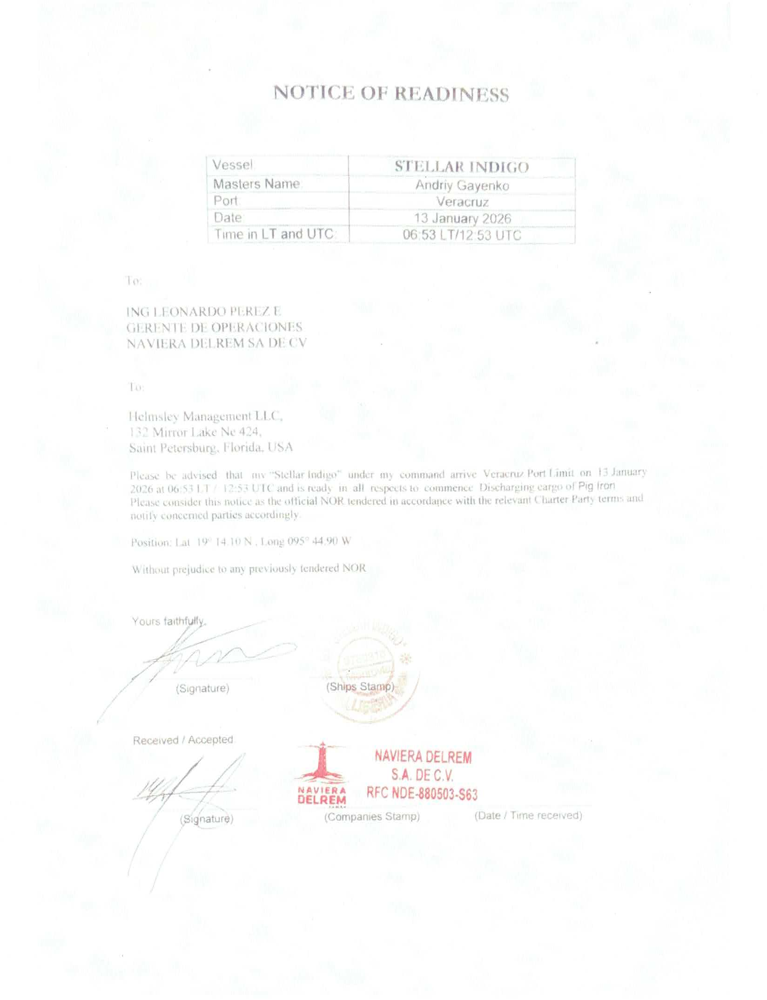 NOTICE OF READINESS
Vessel: STELLAR INDIGO
Masters Name: Andriy Gayenko
Port: Veracruz
Date: 13 January 2026
Time in LT and UTC: 06:53 LT/12:53 UTC
To:
ING LEONARDO PEREZ E
GERENTE DE OPERACIONES
NAVIERA DELREM SA DE CV
To:
Helmsley Management LLC,
132 Mirror Lake Ne 424,
Saint Petersburg, Florida, USA
Please be advised that mv "Stellar Indigo" under my command arrive Veracruz Port Limit on 13 January
2026 at 06:53 LT / 12:53 UTC and is ready in all respects to commence Discharging cargo of Pig Iron
Please consider this notice as the official NOR tendered in accordance with the relevant Charter Party terms and
notify concerned parties accordingly.
Position: Lat 19° 14.10 N , Long 095° 44.90 W
Without prejudice to any previously tendered NOR
Yours faithfully,
INDIGO
LIBERIA
(Signature) (Ships Stamp)
Received / Accepted:
NAVIERA DELREM
S.A. DE C.V.
RFC NDE-880503-S63
NAVIERA
DELREM
(Signature) (Companies Stamp) (Date / Time received)